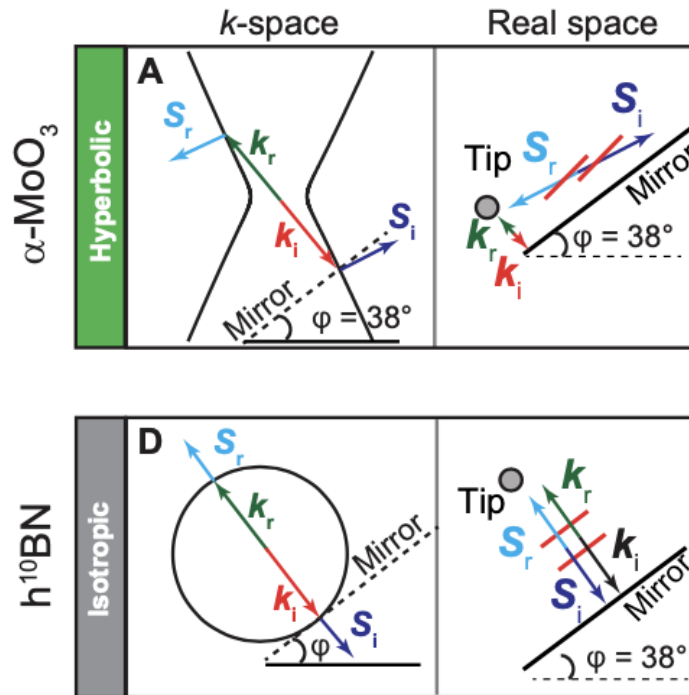 k-space
Real space
α-MoO₃
Hyperbolic
A
Sᵣ
kᵣ
kᵢ
Sᵢ
Mirror
φ = 38°
Sᵢ
Tip
Sᵣ
Mirror
kᵣ
φ = 38°
kᵢ
h¹⁰BN
Isotropic
D
Sᵣ
kᵣ
Mirror
kᵢ
Sᵢ
φ
Tip
kᵣ
Sᵣ
kᵢ
Sᵢ
Mirror
φ = 38°